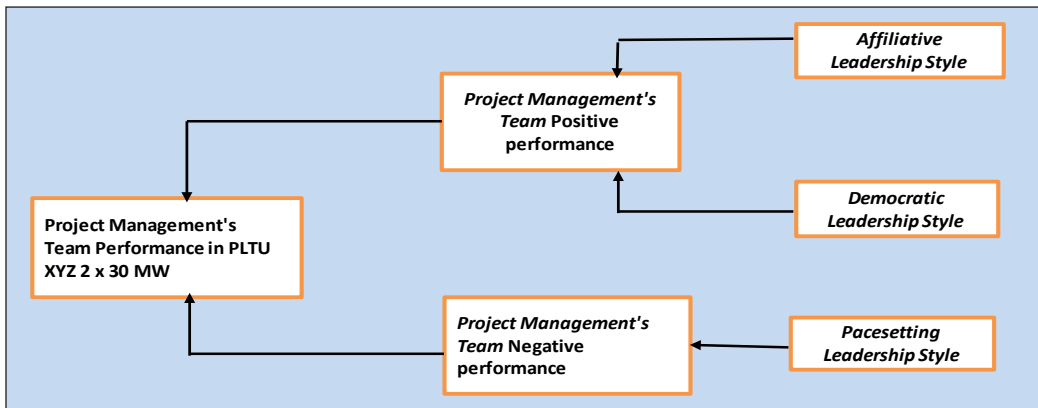 Affiliative
Leadership Style
Project Management's
Team Positive
performance
Democratic
Leadership Style
Project Management's
Team Performance in PLTU
XYZ 2 x 30 MW
Project Management's
Team Negative
performance
Pacesetting
Leadership Style